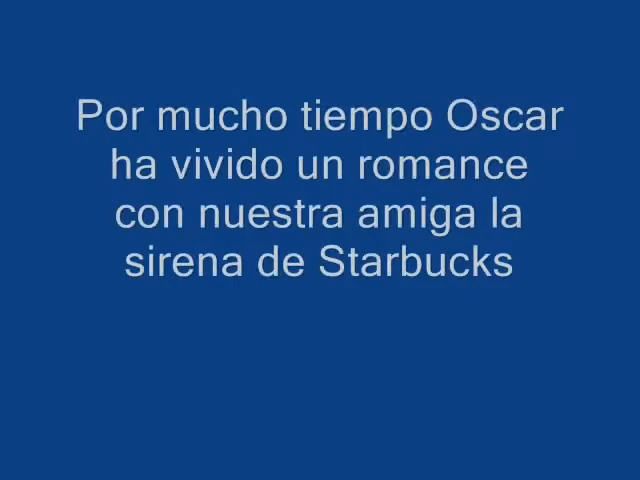 Por mucho tiempo Oscar
ha vivido un romance
con nuestra amiga la
sirena de Starbucks